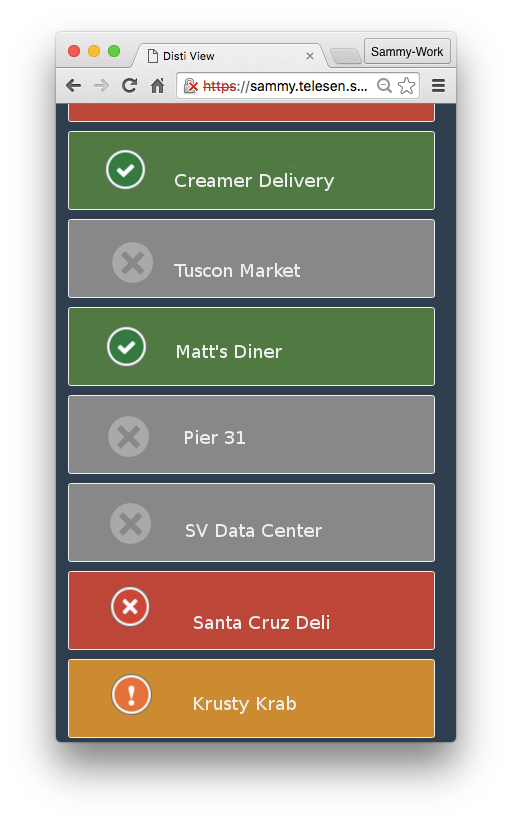 Disti View
Sammy-Work
https://sammy.telesen.s...
Creamer Delivery
Tuscon Market
Matt's Diner
Pier 31
SV Data Center
Santa Cruz Deli
Krusty Krab